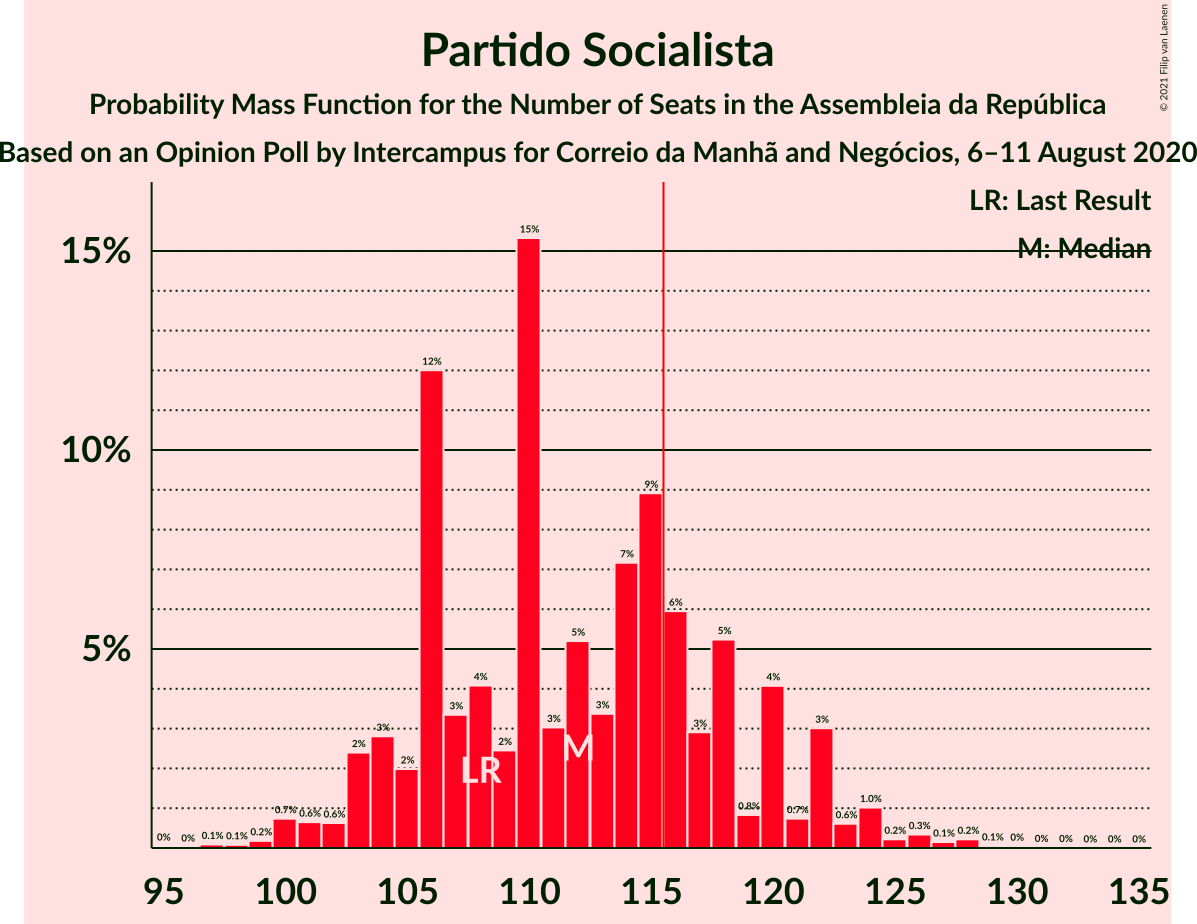 Partido Socialista
Probability Mass Function for the Number of Seats in the Assembleia da República
Based on an Opinion Poll by Intercampus for Correio da Manhã and Negócios, 6–11 August 2020
© 2021 Filip van Laenen
LR: Last Result
M: Median
15%
10%
5%
0% 0% 0.1% 0.1% 0.2% 0.7% 0.6% 0.6% 2% 3% 2% 12% 3% 4% 2% 15% 3% 5% 3% 7% 9% 6% 3% 5% 0.8% 4% 0.7% 3% 0.6% 1.0% 0.2% 0.3% 0.1% 0.2% 0.1% 0% 0% 0% 0% 0% 0%
LR M
95 100 105 110 115 120 125 130 135